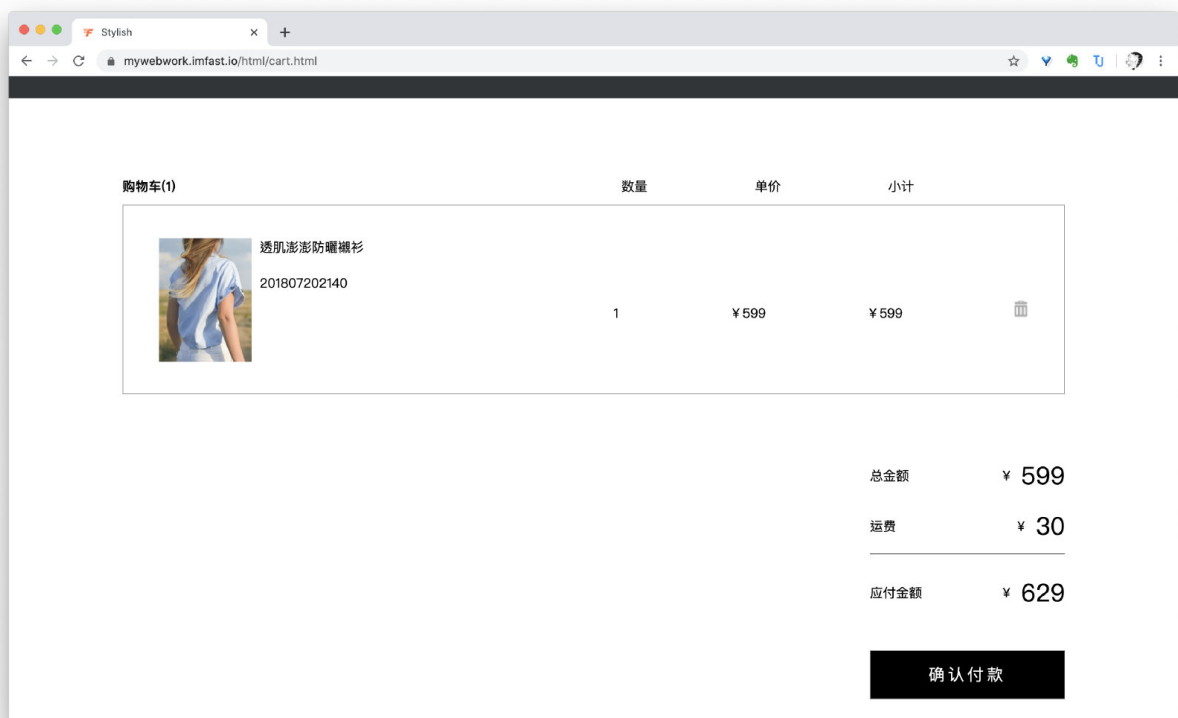 Stylish
mywebwork.imfast.io/html/cart.html
购物车(1) 数量 单价 小计
透肌澎澎防曬襯衫
201807202140
1 ¥599 ¥599
总金额 ¥ 599
运费 ¥ 30
应付金额 ¥ 629
确认付款